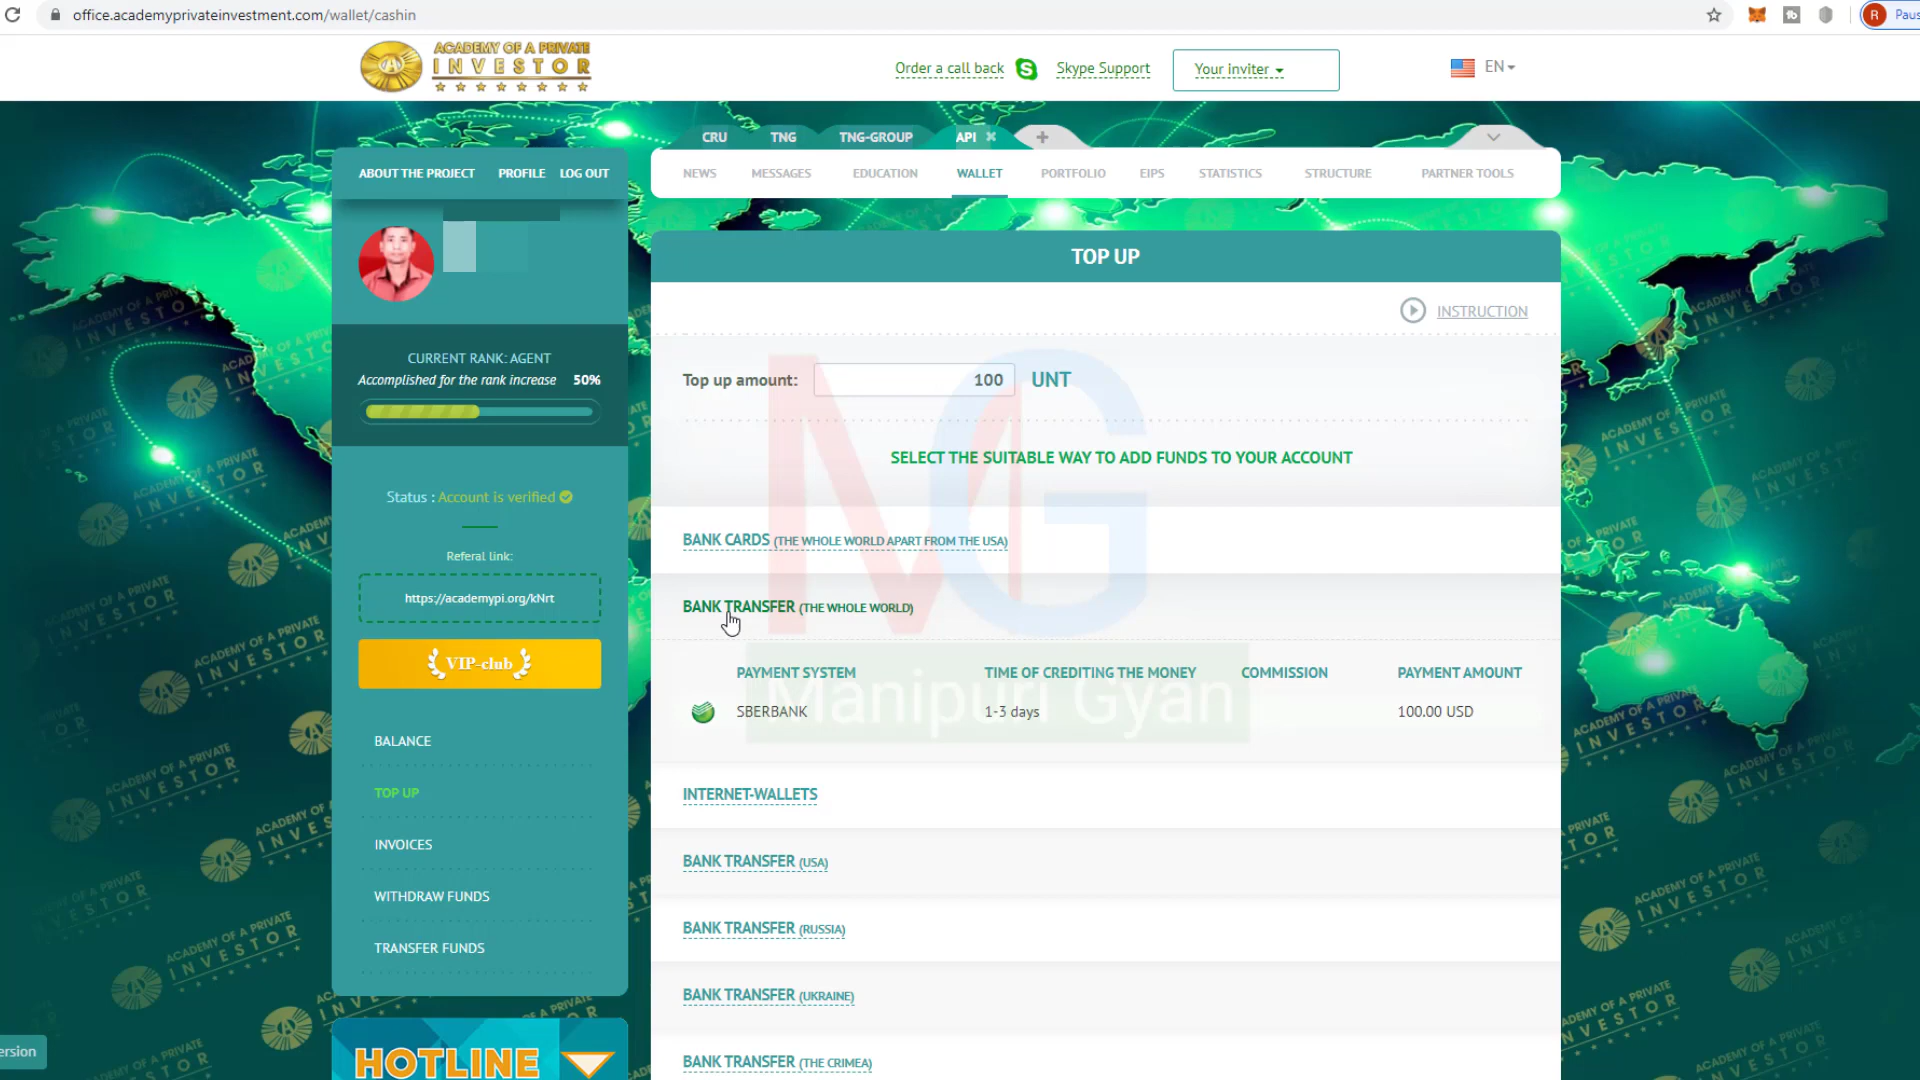 office.academyprivateinvestment.com/wallet/cashin
R Paus
ACADEMY OF A PRIVATE
INVESTOR
Order a call back
Skype Support
Your inviter
EN
CRU
TNG
TNG-GROUP
API
NEWS
MESSAGES
EDUCATION
WALLET
PORTFOLIO
EIPS
STATISTICS
STRUCTURE
PARTNER TOOLS
ABOUT THE PROJECT
PROFILE
LOG OUT
CURRENT RANK: AGENT
Accomplished for the rank increase 50%
Status : Account is verified
Referal link:
https://academypi.org/kNrt
VIP-club
BALANCE
TOP UP
INVOICES
WITHDRAW FUNDS
TRANSFER FUNDS
HOTLINE
ersion
TOP UP
INSTRUCTION
Top up amount: 100 UNT
SELECT THE SUITABLE WAY TO ADD FUNDS TO YOUR ACCOUNT
BANK CARDS (THE WHOLE WORLD APART FROM THE USA)
BANK TRANSFER (THE WHOLE WORLD)
PAYMENT SYSTEM TIME OF CREDITING THE MONEY COMMISSION PAYMENT AMOUNT
SBERBANK 1-3 days 100.00 USD
INTERNET-WALLETS
BANK TRANSFER (USA)
BANK TRANSFER (RUSSIA)
BANK TRANSFER (UKRAINE)
BANK TRANSFER (THE CRIMEA)
MG
Manipuri Gyan